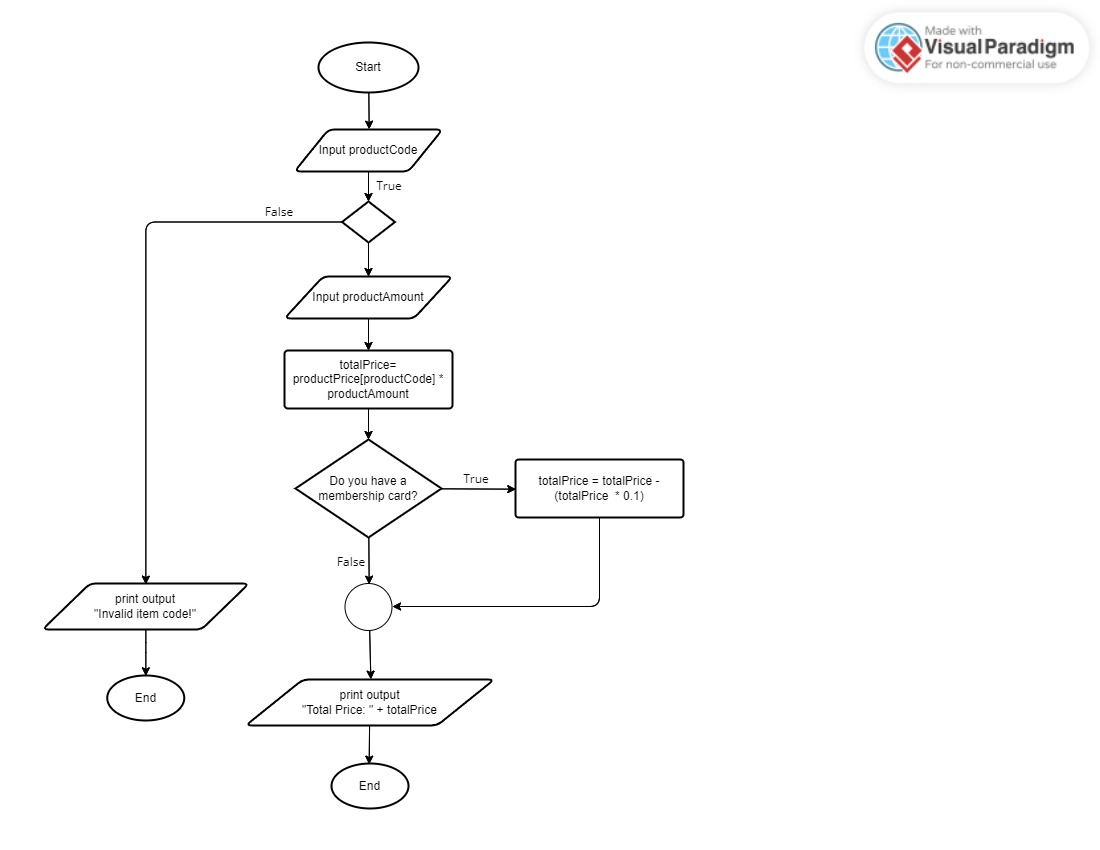 Made with
Visual Paradigm
For non-commercial use
Start
Input productCode
True
False
Input productAmount
totalPrice=
productPrice[productCode] *
productAmount
Do you have a
membership card?
True
totalPrice = totalPrice -
(totalPrice * 0.1)
False
print output
"Invalid item code!"
End
print output
"Total Price: " + totalPrice
End